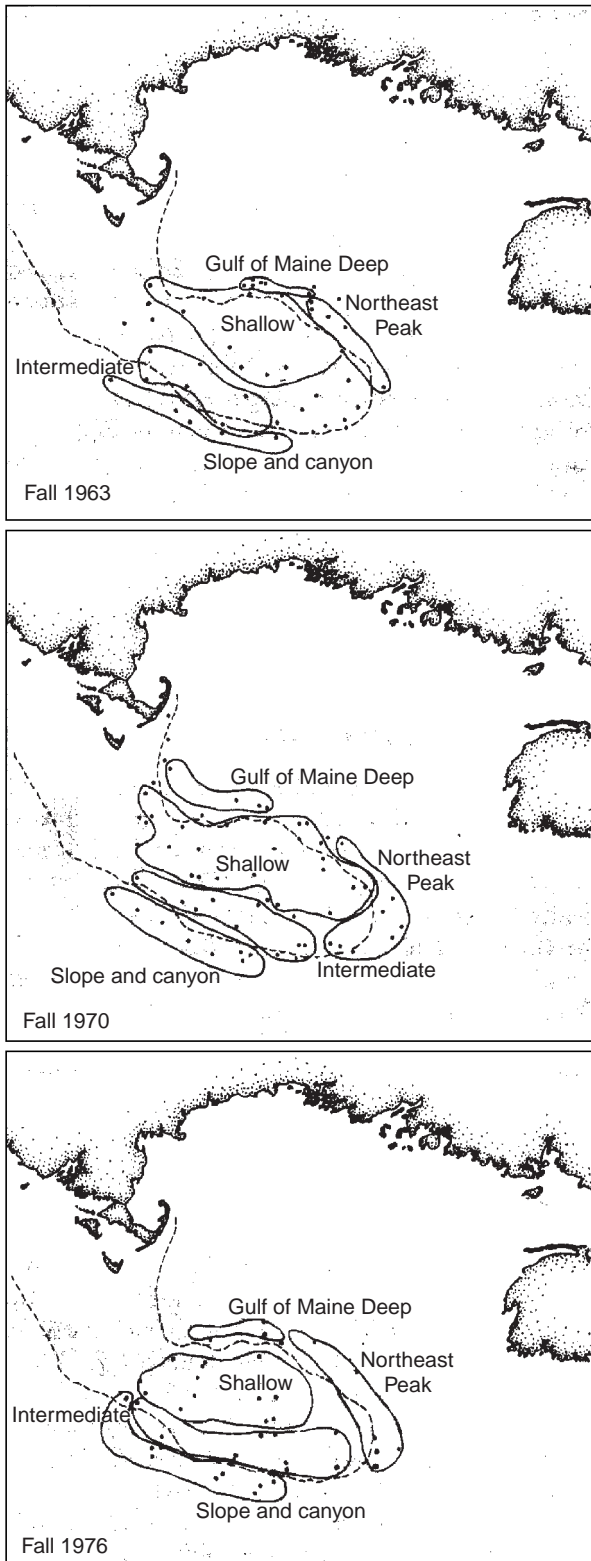 Gulf of Maine Deep
Northeast
Peak
Shallow
Intermediate
Slope and canyon
Fall 1963
Gulf of Maine Deep
Northeast
Peak
Shallow
Intermediate
Slope and canyon
Fall 1970
Gulf of Maine Deep
Northeast
Peak
Shallow
Intermediate
Slope and canyon
Fall 1976